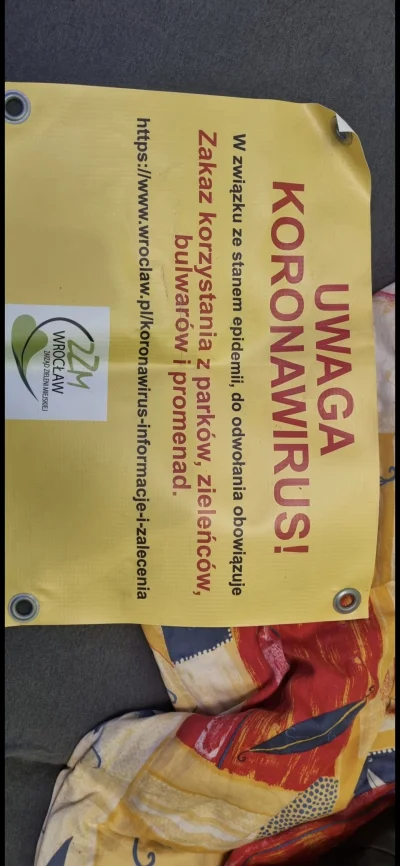 UWAGA
KORONAWIRUS!
W związku ze stanem epidemii, do odwołania obowiązuje
Zakaz korzystania z parków, zieleńców,
bulwarów i promenad.
https://www.wroclaw.pl/koronawirus-informacje-i-zalecenia
ZZM
WROCŁAW
ZARZĄD ZIELENI MIEJSKIEJ